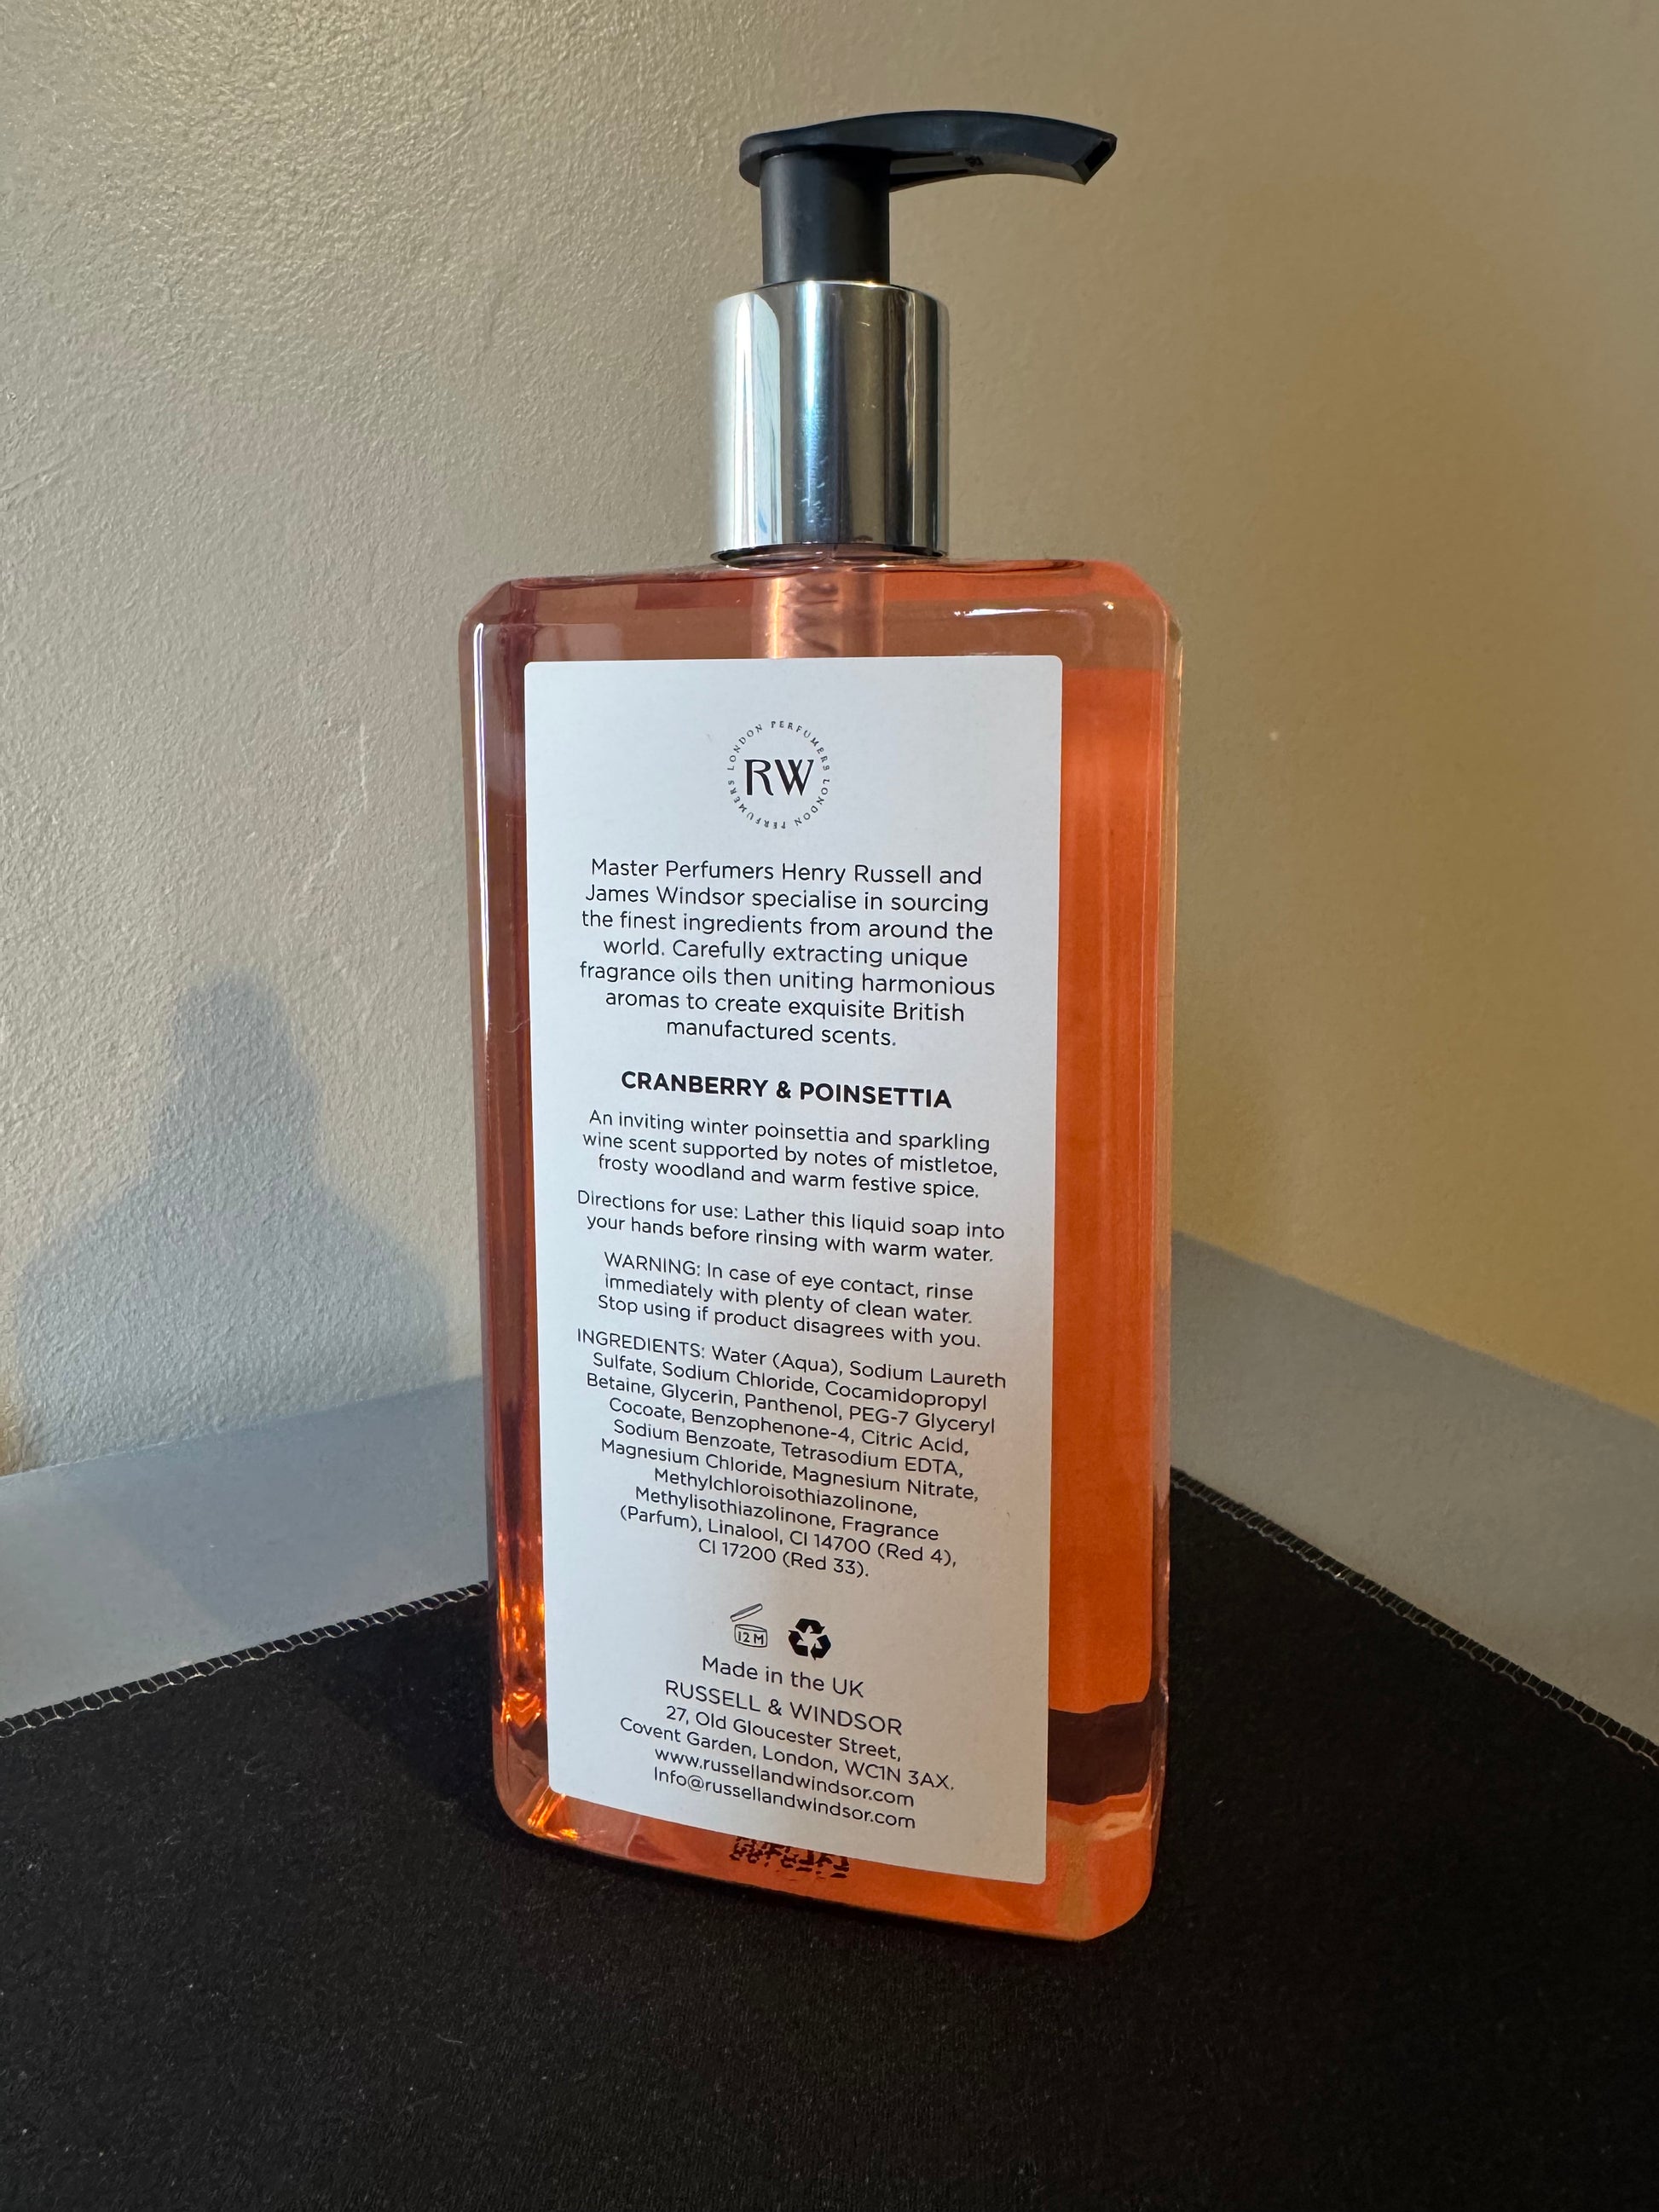 LONDON PERFUMERS LONDON PERFUMERS
RW
Master Perfumers Henry Russell and
James Windsor specialise in sourcing
the finest ingredients from around the
world. Carefully extracting unique
fragrance oils then uniting harmonious
aromas to create exquisite British
manufactured scents.
CRANBERRY & POINSETTIA
An inviting winter poinsettia and sparkling
wine scent supported by notes of mistletoe,
frosty woodland and warm festive spice.
Directions for use: Lather this liquid soap into
your hands before rinsing with warm water.
WARNING: In case of eye contact, rinse
immediately with plenty of clean water.
Stop using if product disagrees with you.
INGREDIENTS: Water (Aqua), Sodium Laureth
Sulfate, Sodium Chloride, Cocamidopropyl
Betaine, Glycerin, Panthenol, PEG-7 Glyceryl
Cocoate, Benzophenone-4, Citric Acid,
Sodium Benzoate, Tetrasodium EDTA,
Magnesium Chloride, Magnesium Nitrate,
Methylchloroisothiazolinone,
Methylisothiazolinone, Fragrance
(Parfum), Linalool, CI 14700 (Red 4),
CI 17200 (Red 33).
12 M
Made in the UK
RUSSELL & WINDSOR
27, Old Gloucester Street,
Covent Garden, London, WC1N 3AX.
www.russellandwindsor.com
Info@russellandwindsor.com